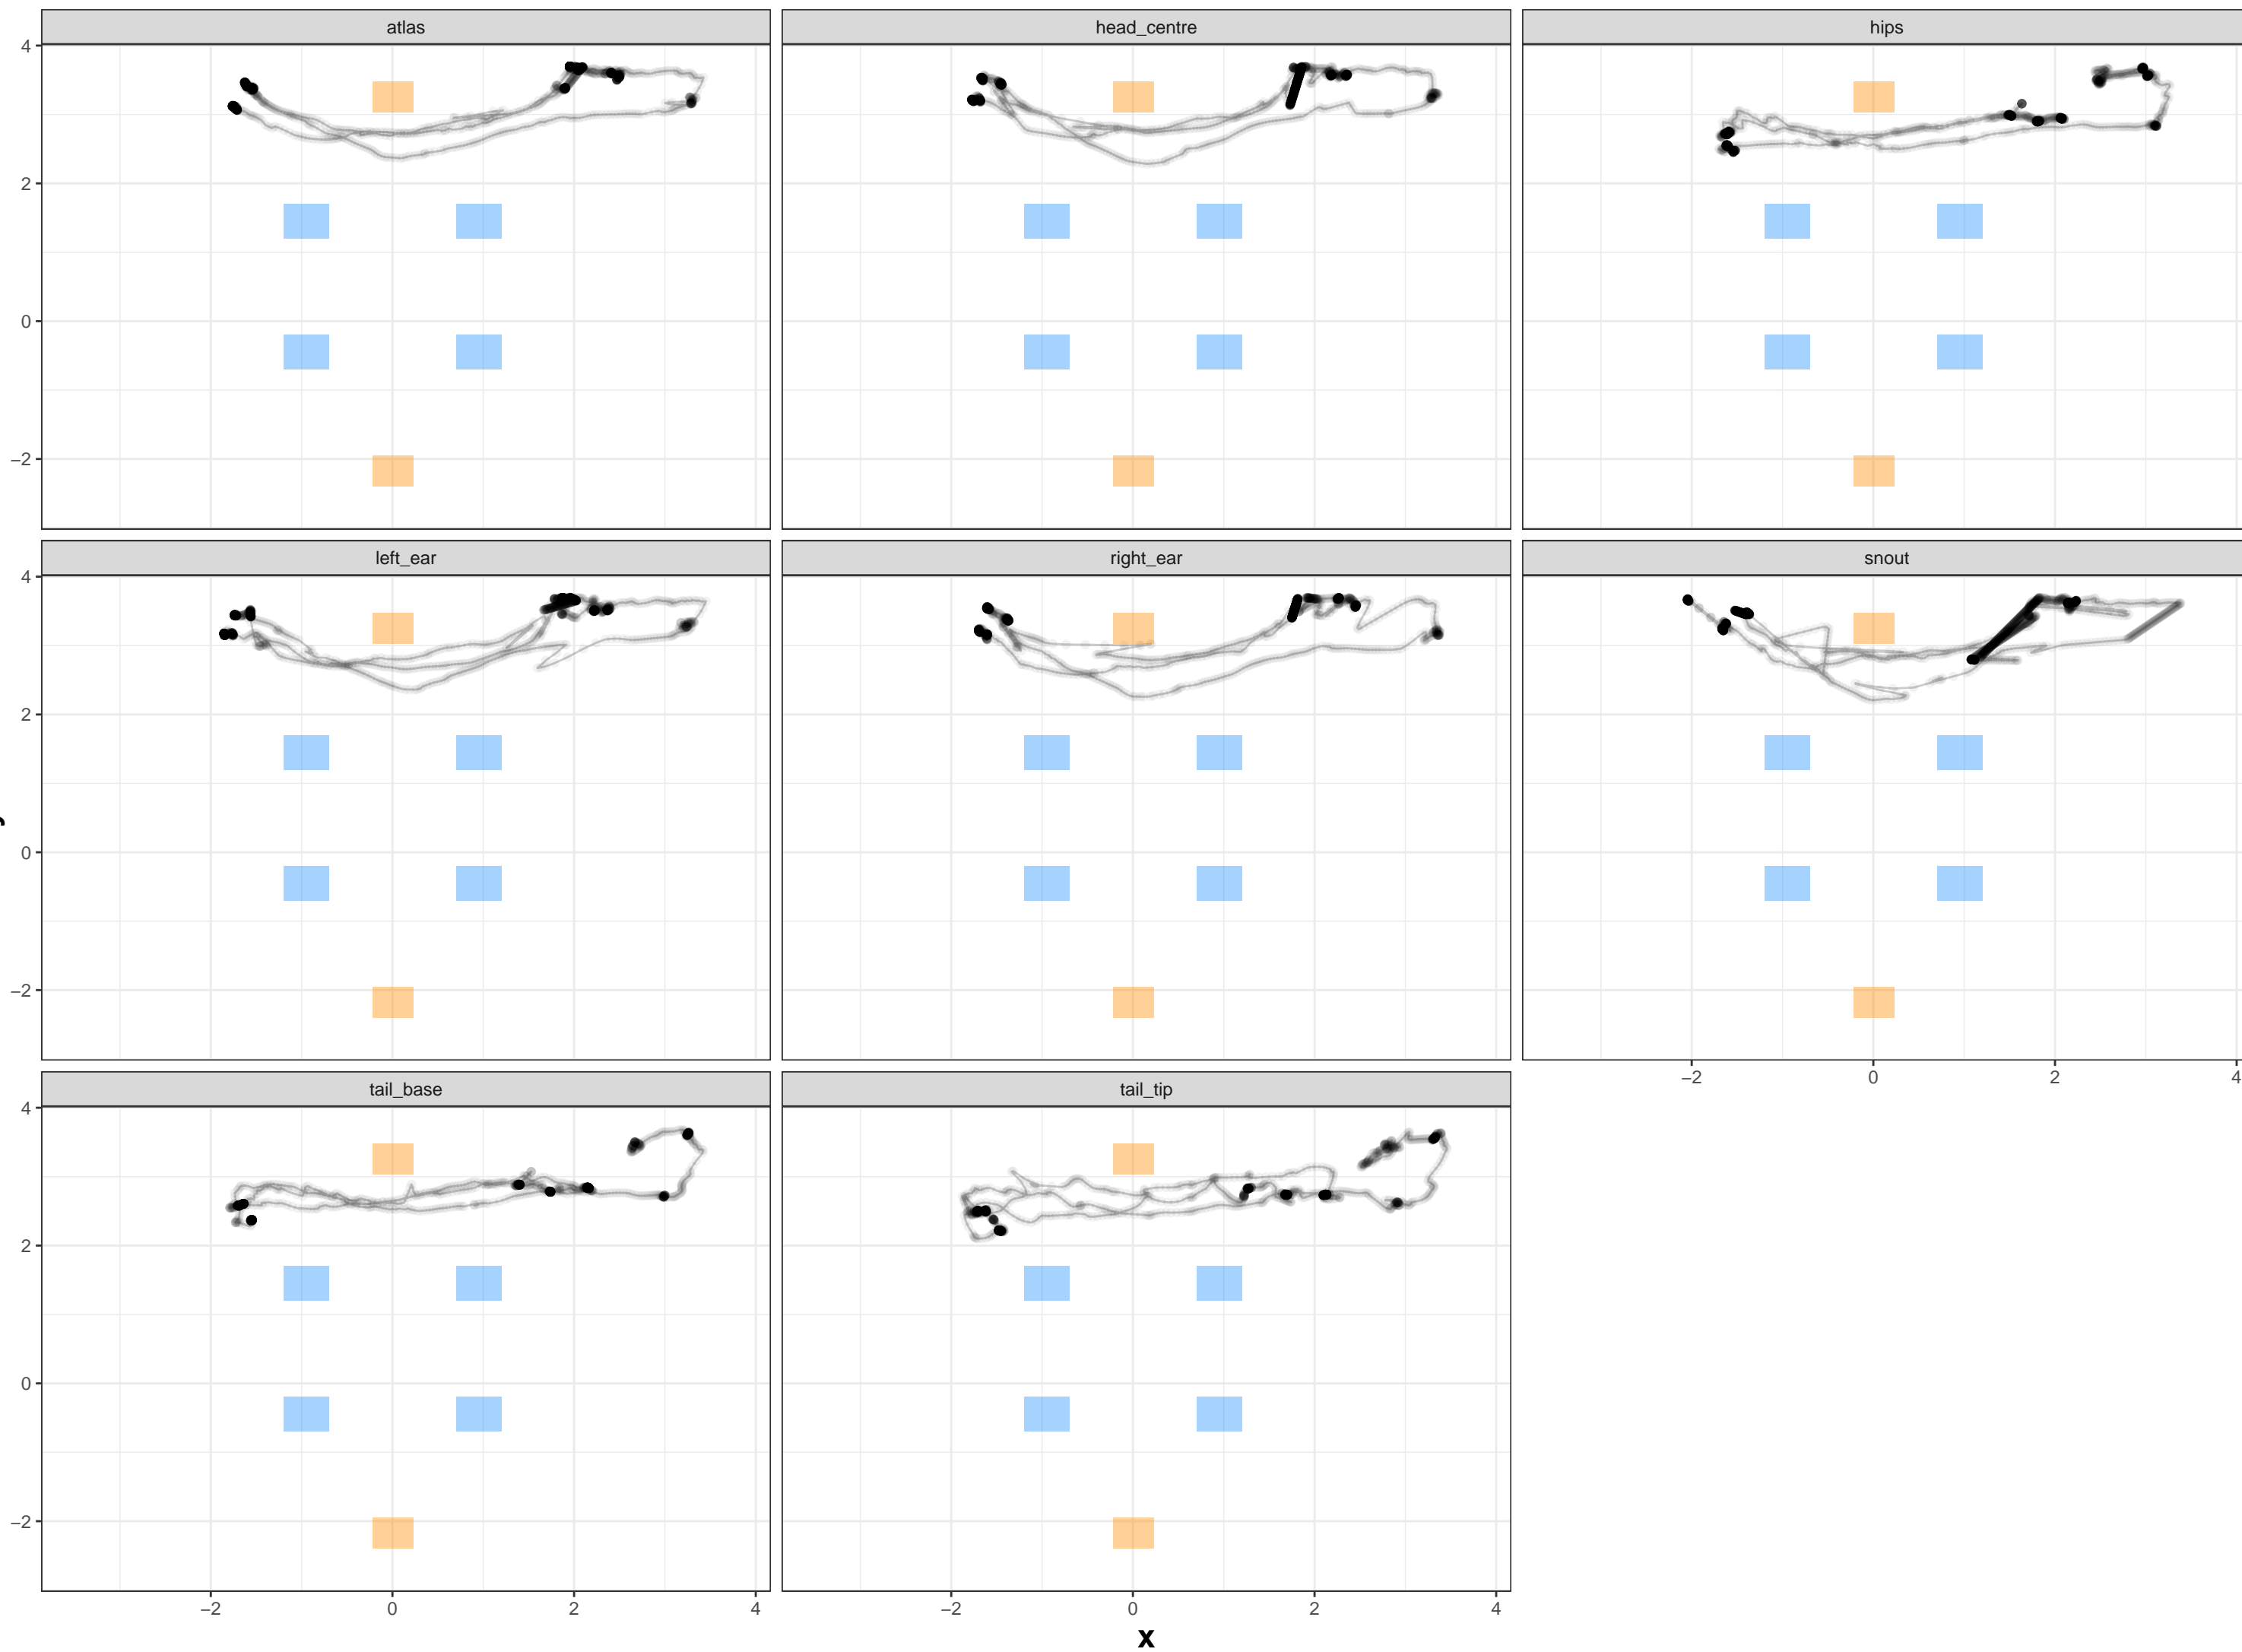 atlas head_centre hips
4
2
0
−2
left_ear right_ear snout
4
2
0
−2
−2 0 2 4
tail_base tail_tip
4
2
0
−2
−2 0 2 4 −2 0 2 4
x